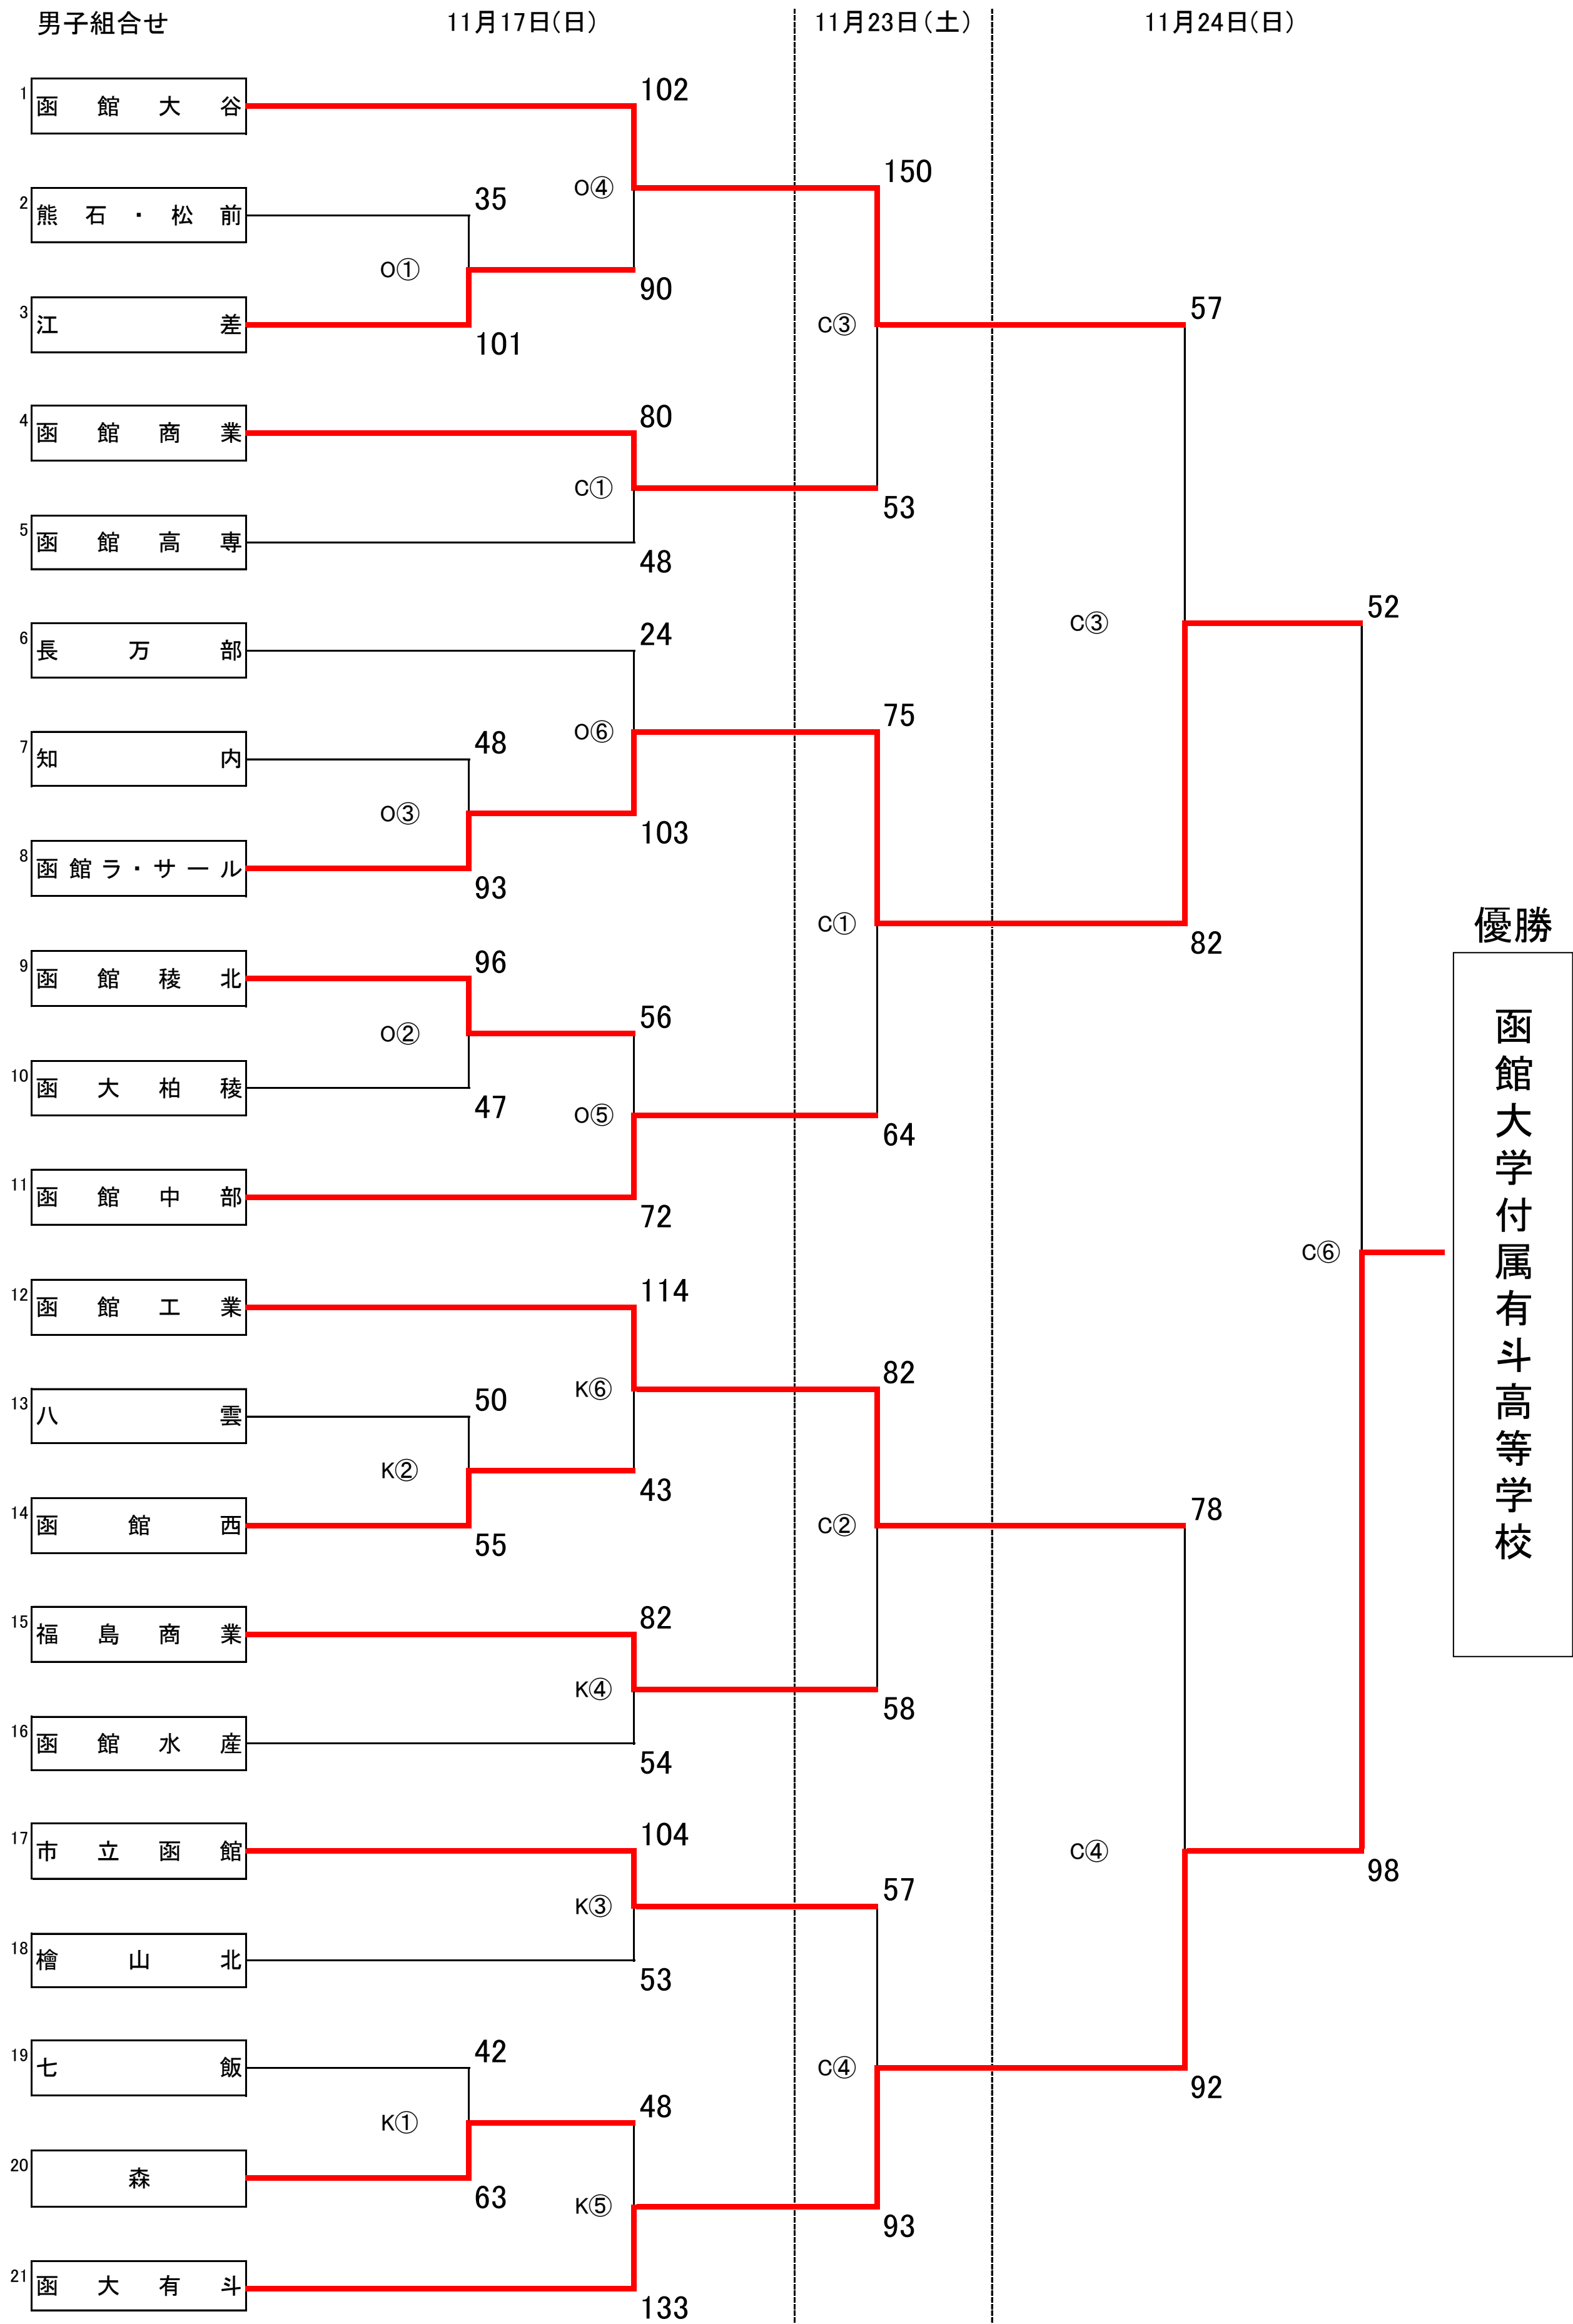 男子組合せ 11月17日(日) 11月23日(土) 11月24日(日)
1 函館大谷 102
150
2 熊石・松前 35 O④
O① 90
3 江差 101 C③ 57
4 函館商業 80
C① 53
5 函館高専 48
C③ 52
6 長万部 24
O⑥ 75
7 知内 48
O③ 103
8 函館ラ・サール 93
C① 82
優勝
函館大学付属有斗高等学校
9 函館稜北 96
O② 56
10 函大柏稜 47 O⑤ 64
11 函館中部 72
C⑥
12 函館工業 114
K⑥ 82
13 八雲 50
K② 43
14 函館西 55 C② 78
15 福島商業 82
K④ 58
16 函館水産 54
17 市立函館 104 C④ 98
K③ 57
18 檜山北 53
19 七飯 42 C④ 92
K① 48
20 森 63 K⑤ 93
21 函大有斗 133